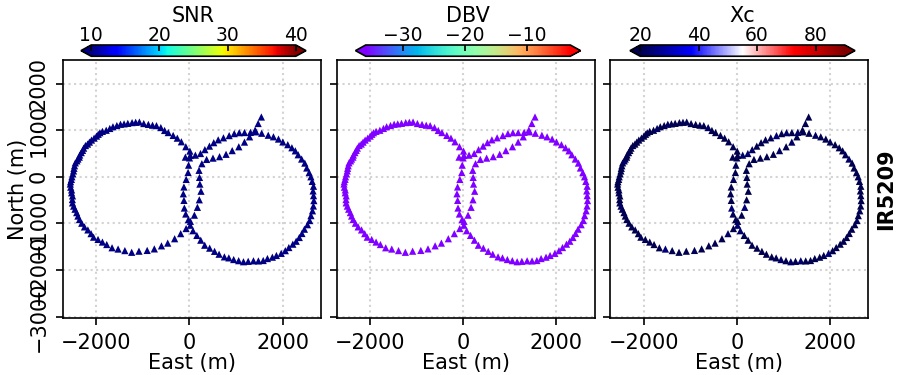 SNR DBV Xc
10 20 30 40 −30 −20 −10 20 40 60 80
2000
1000
0
−1000
−2000
−3000
North (m)
IR5209
−2000 0 2000 −2000 0 2000 −2000 0 2000
East (m) East (m) East (m)